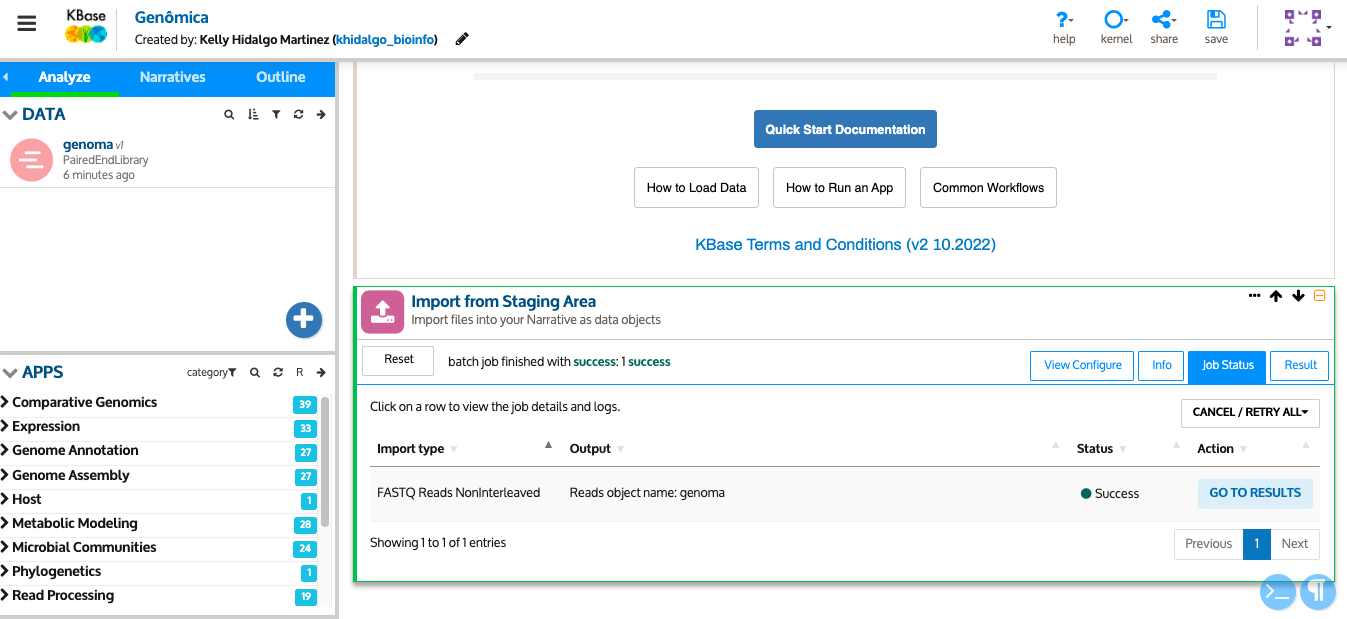 KBase
Genômica
Created by: Kelly Hidalgo Martinez (khidalgo_bioinfo)
help
kernel
share
save
Analyze
Narratives
Outline
DATA
genoma v1
PairedEndLibrary
6 minutes ago
APPS
category
R
Comparative Genomics 39
Expression 33
Genome Annotation 27
Genome Assembly 27
Host 1
Metabolic Modeling 28
Microbial Communities 24
Phylogenetics 1
Read Processing 19
Quick Start Documentation
How to Load Data
How to Run an App
Common Workflows
KBase Terms and Conditions (v2 10.2022)
Import from Staging Area
Import files into your Narrative as data objects
Reset
batch job finished with success: 1 success
View Configure
Info
Job Status
Result
Click on a row to view the job details and logs.
CANCEL / RETRY ALL
Import type
Output
Status
Action
FASTQ Reads NonInterleaved
Reads object name: genoma
Success
GO TO RESULTS
Showing 1 to 1 of 1 entries
Previous
1
Next